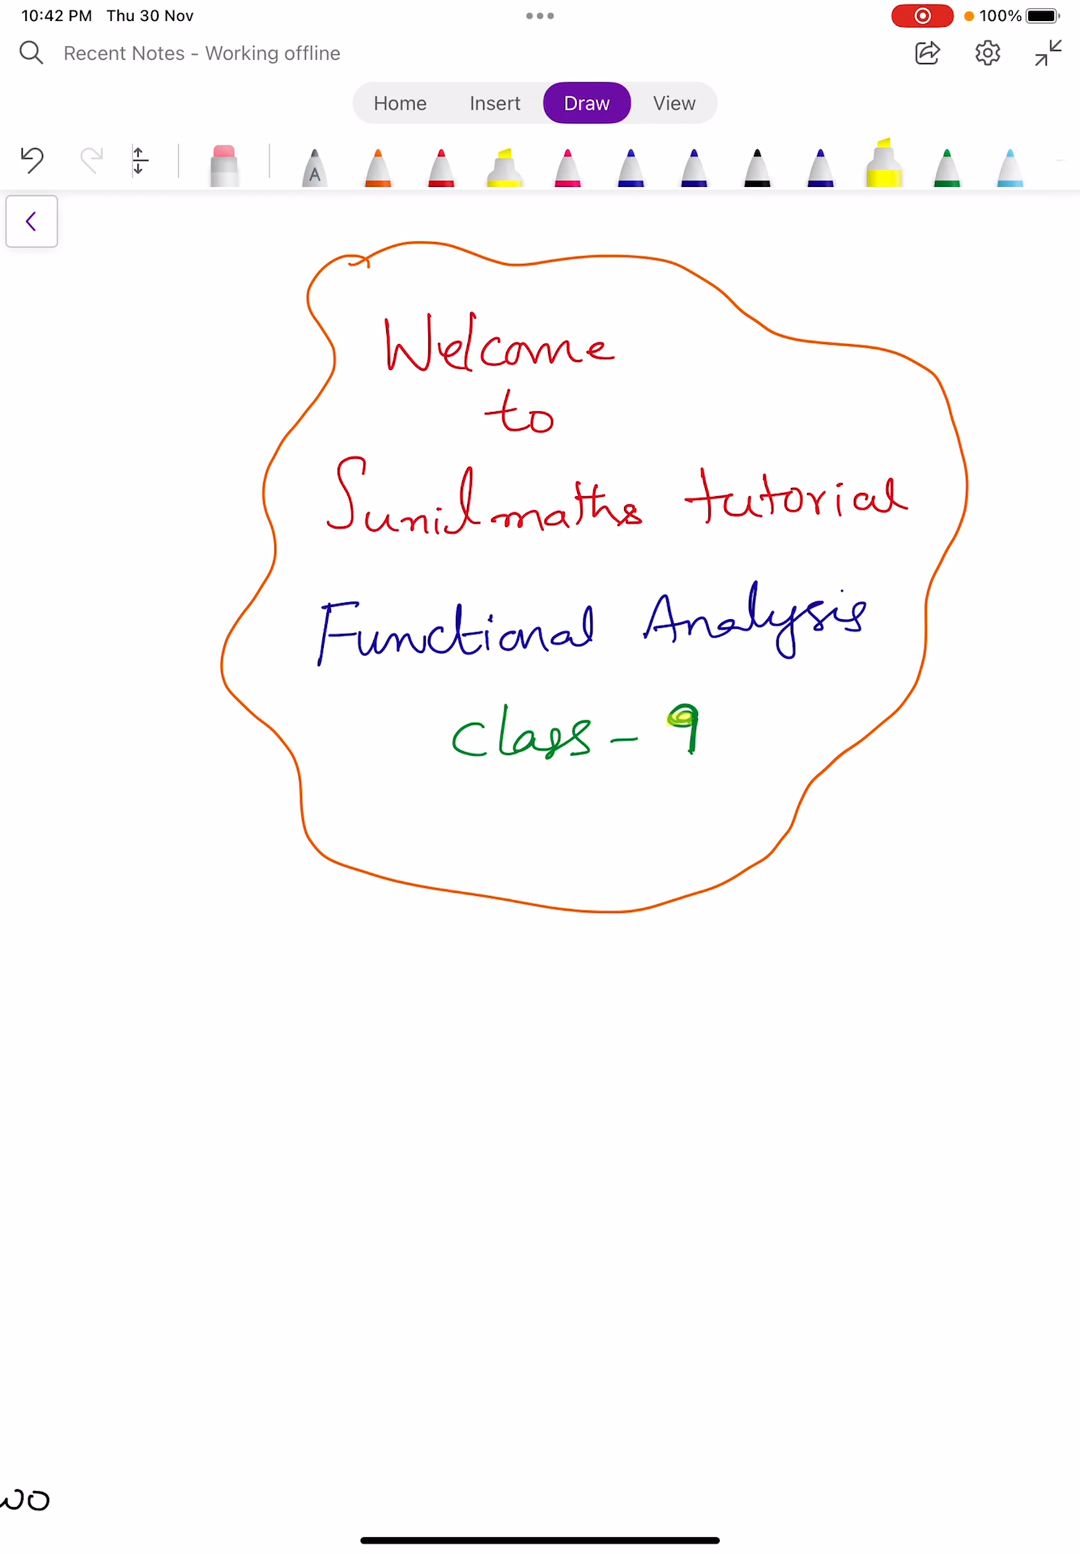 10:42 PM Thu 30 Nov
100%
Recent Notes - Working offline
Home Insert Draw View
A
Welcome
to
Sunilmaths tutorial
Functional Analysis
class - 9
wo